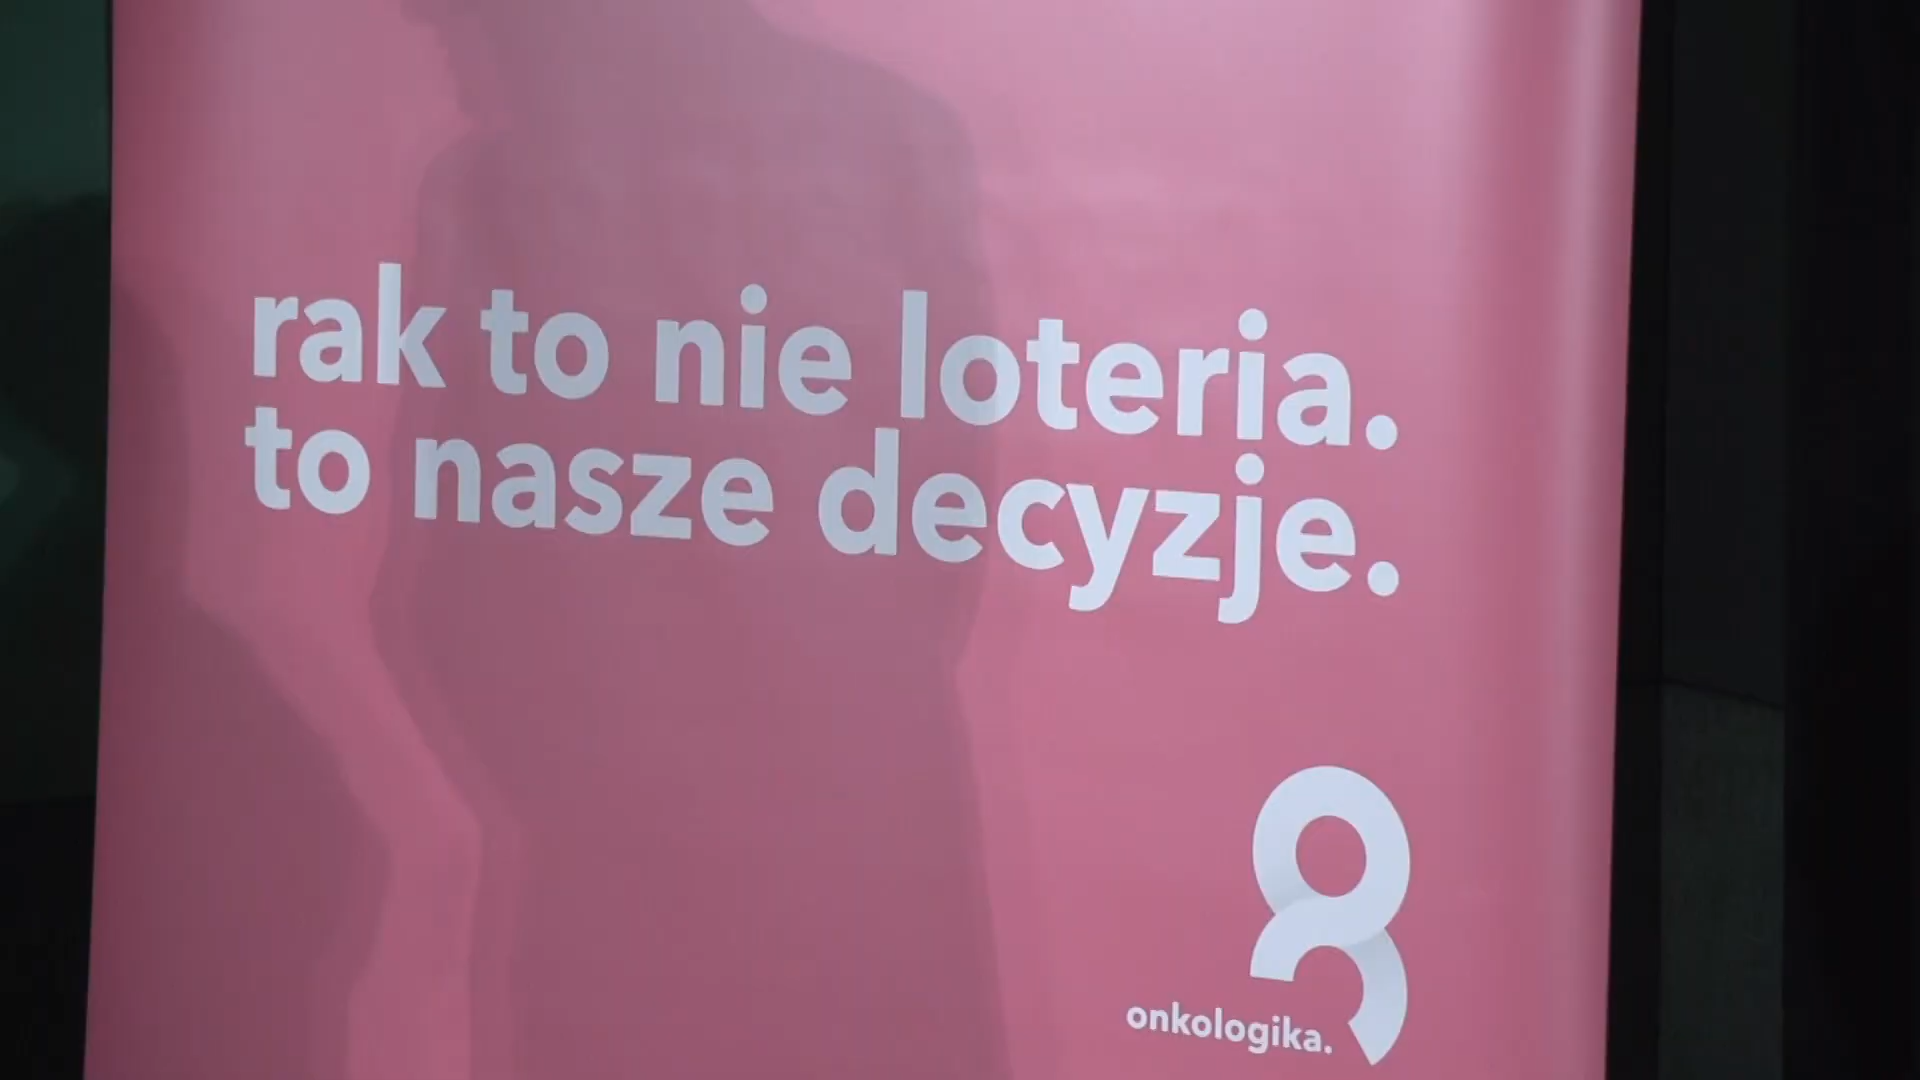 rak to nie loteria.
to nasze decyzje.
onkologika.